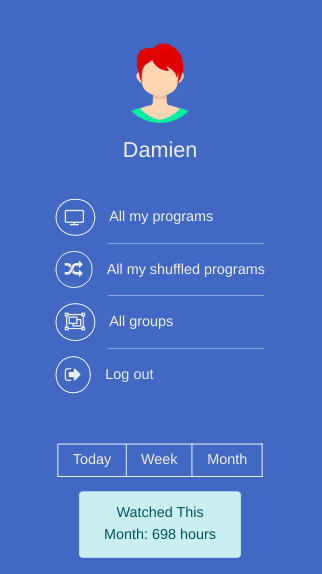 Damien
All my programs
All my shuffled programs
All groups
Log out
Today Week Month
Watched This
Month: 698 hours